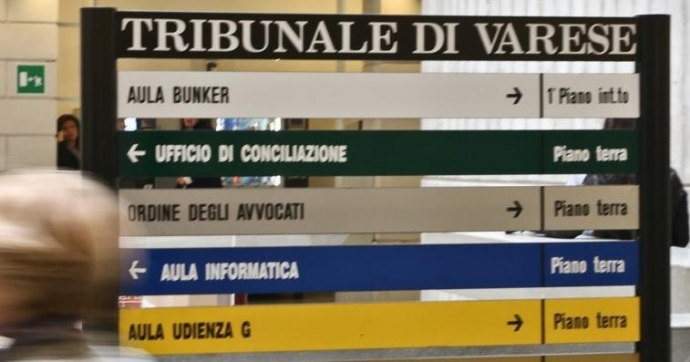 TRIBUNALE DI VARESE
AULA BUNKER → 1° Piano int.to
← UFFICIO DI CONCILIAZIONE Piano terra
ORDINE DEGLI AVVOCATI → Piano terra
← AULA INFORMATICA Piano terra
AULA UDIENZA G → Piano terra